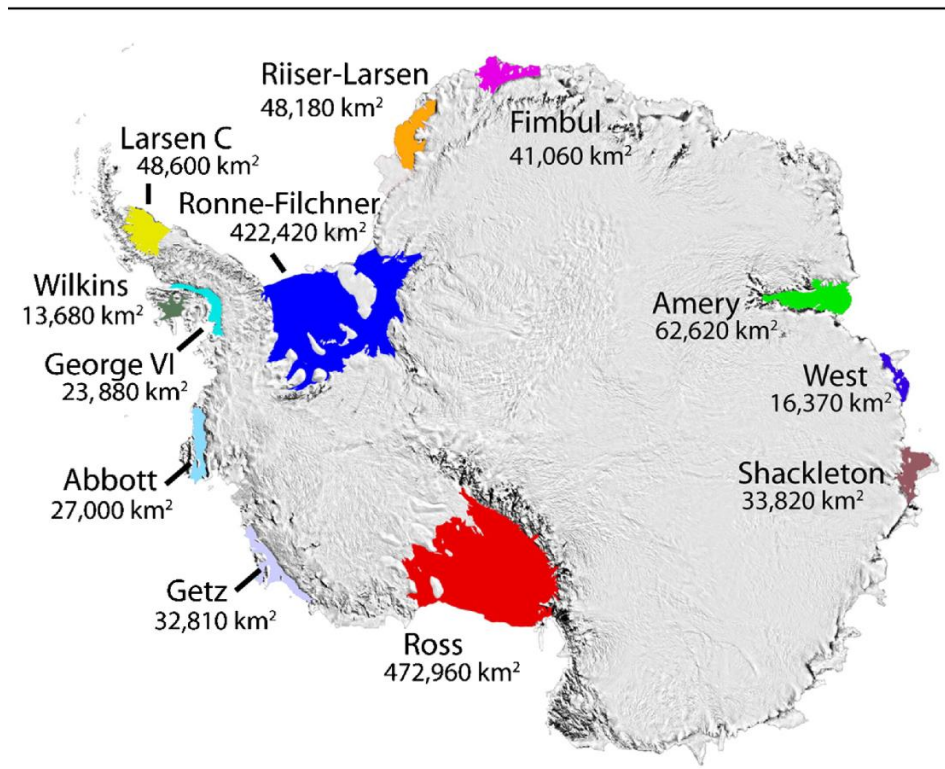 Riiser-Larsen
48,180 km²
Fimbul
41,060 km²
Larsen C
48,600 km²
Ronne-Filchner
422,420 km²
Wilkins
13,680 km²
George VI
23,880 km²
Amery
62,620 km²
West
16,370 km²
Abbott
27,000 km²
Shackleton
33,820 km²
Getz
32,810 km²
Ross
472,960 km²